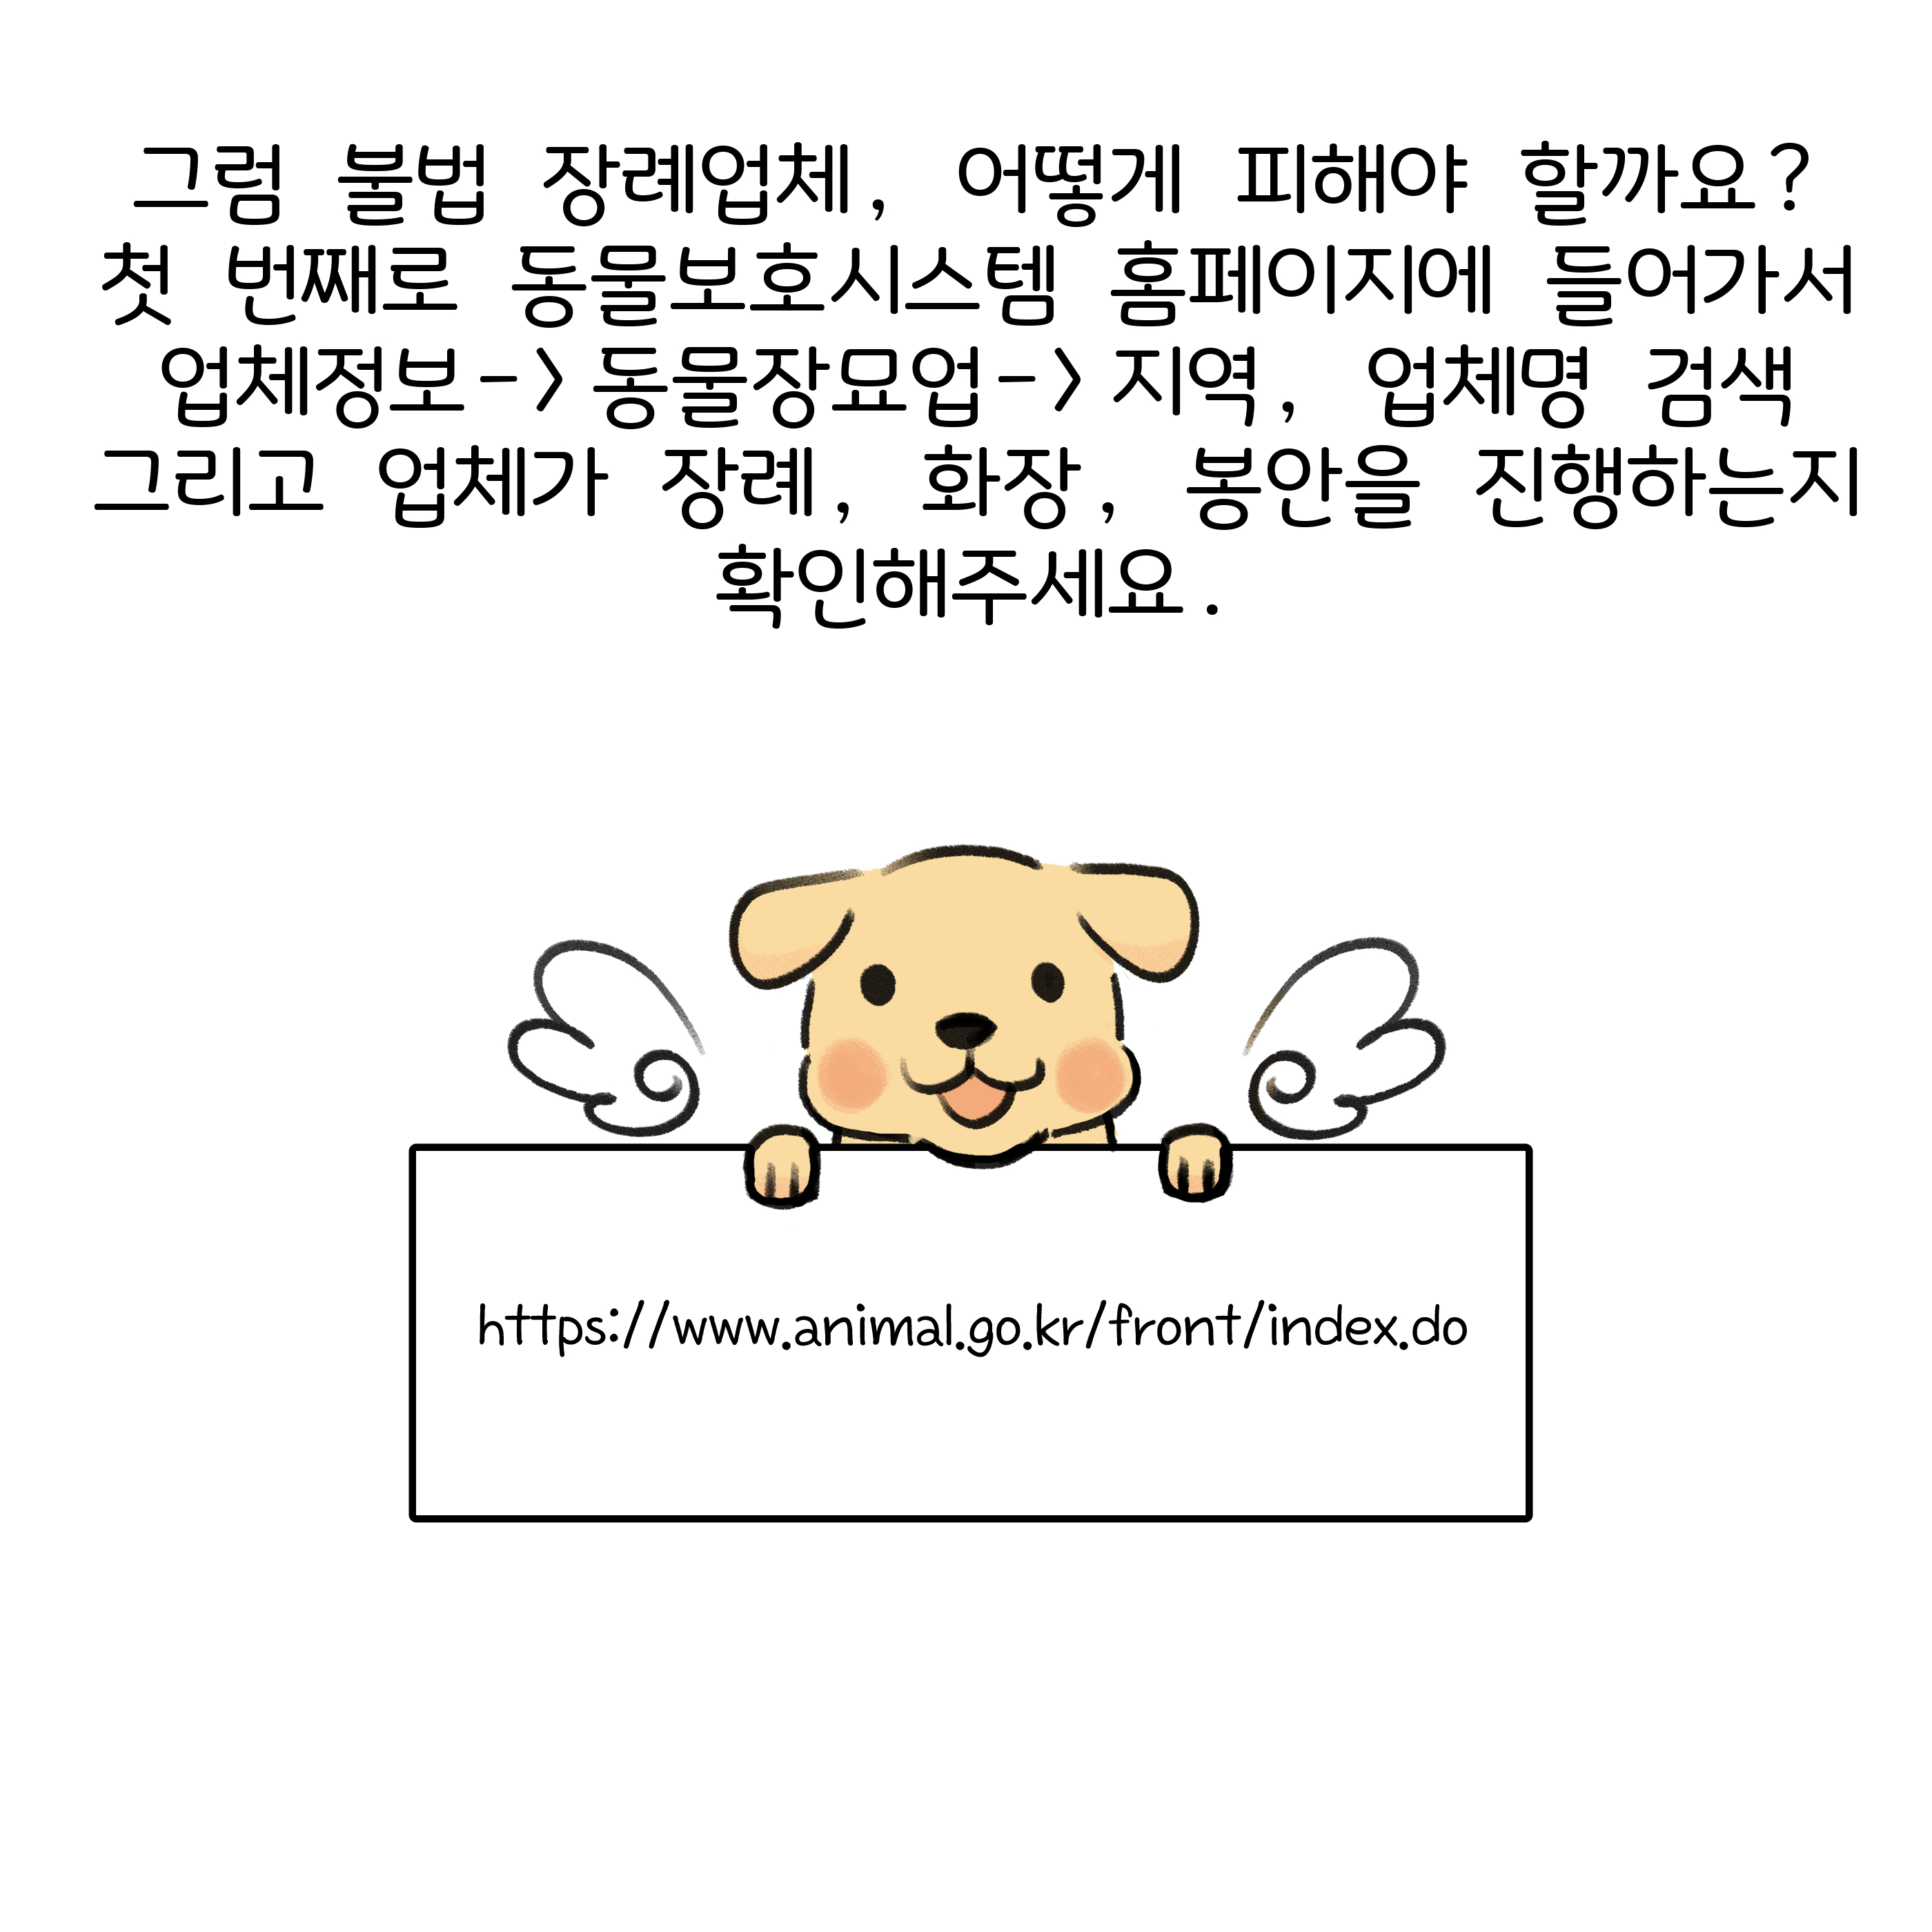 그럼 불법 장례업체, 어떻게 피해야 할까요?
첫 번째로 동물보호시스템 홈페이지에 들어가서
업체정보->동물장묘업->지역, 업체명 검색
그리고 업체가 장례, 화장, 봉안을 진행하는지
확인해주세요.
https://www.animal.go.kr/front/index.do